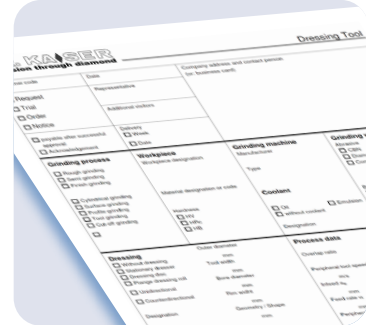 KAISER
sion through diamond
Dressing Tool
Date
Company address and contact person
(or: business card)
Request
Representative
Trial
Order
Additional visitors
Notice
payable after successful
approval
Acknowledgement
Delivery
Week
Date
Grinding process
Rough grinding
Semi grinding
Finish grinding
Cylindrical grinding
Surface grinding
Profile grinding
Tool grinding
Cut-off grinding
Workpiece
Workpiece designation
Material designation or code
Hardness
HV
HRc
HB
Grinding machine
Manufacturer
Type
Coolant
Oil
Emulsion
without coolant
Designation
Grinding
Abrasive
CBN
Dressing
Without dressing
Stationary dresser
Dressing disc
Plunge dressing roll
Unidirectional
Counterdirectional
Designation
Outer diameter
mm
Tool width
mm
Bore diameter
mm
Rim width
mm
Geometry / Shape
mm
Process data
Overlap ratio
Peripheral tool speed
m/s
Infeed
mm
Feed rate